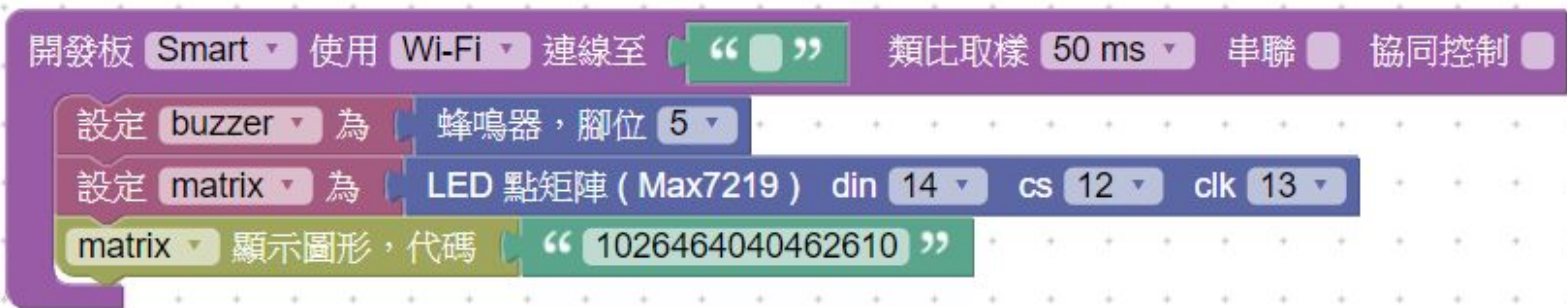 開發板 Smart 使用 Wi-Fi 連線至 “ ” 類比取樣 50 ms 串聯 協同控制
設定 buzzer 為 蜂鳴器，腳位 5
設定 matrix 為 LED 點矩陣 ( Max7219 ) din 14 cs 12 clk 13
matrix 顯示圖形，代碼 “ 1026464040462610 ”